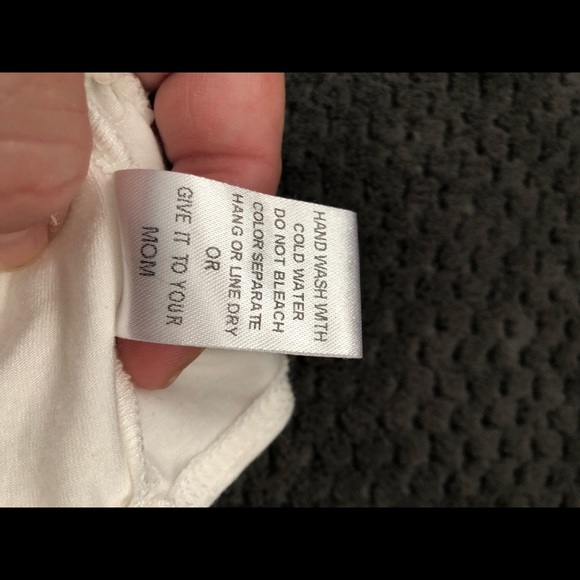 HAND WASH WITH
COLD WATER
DO NOT BLEACH
COLOR SEPARATE
HANG OR LINE DRY
OR
GIVE IT TO YOUR
MOM